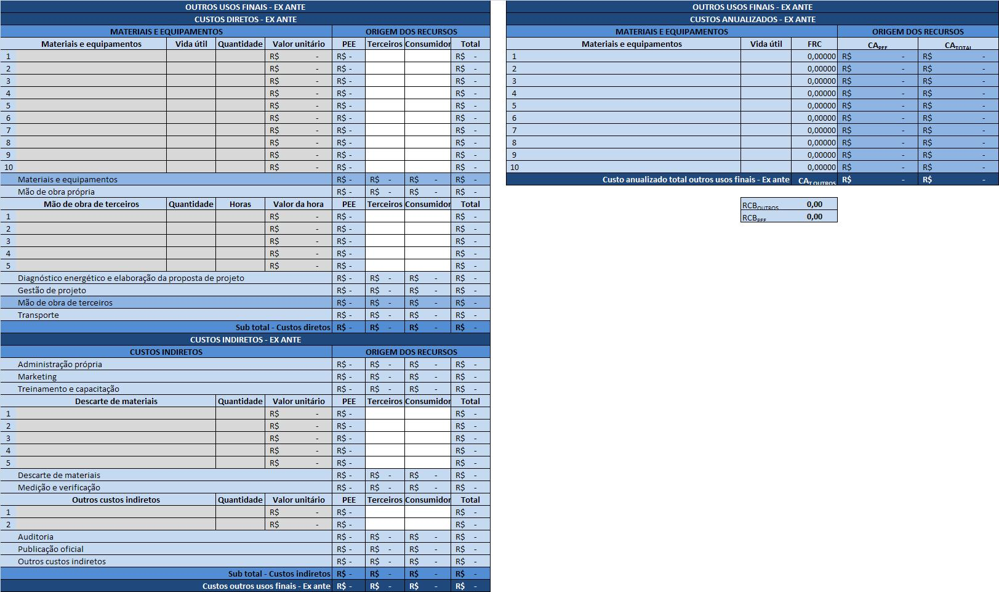 OUTROS USOS FINAIS - EX ANTE
CUSTOS DIRETOS - EX ANTE
MATERIAIS E EQUIPAMENTOS ORIGEM DOS RECURSOS
Materiais e equipamentos Vida útil Quantidade Valor unitário PEE Terceiros Consumidor Total
1 R$ - R$ - R$ -
2 R$ - R$ - R$ -
3 R$ - R$ - R$ -
4 R$ - R$ - R$ -
5 R$ - R$ - R$ -
6 R$ - R$ - R$ -
7 R$ - R$ - R$ -
8 R$ - R$ - R$ -
9 R$ - R$ - R$ -
10 R$ - R$ - R$ -
Materiais e equipamentos R$ - R$ - R$ - R$ -
Mão de obra própria R$ - R$ - R$ - R$ -
Mão de obra de terceiros Quantidade Horas Valor da hora PEE Terceiros Consumidor Total
1 R$ - R$ - R$ -
2 R$ - R$ - R$ -
3 R$ - R$ - R$ -
4 R$ - R$ - R$ -
5 R$ - R$ - R$ -
Diagnóstico energético e elaboração da proposta de projeto R$ - R$ - R$ - R$ -
Gestão de projeto R$ - R$ - R$ - R$ -
Mão de obra de terceiros R$ - R$ - R$ - R$ -
Transporte R$ - R$ - R$ - R$ -
Sub total - Custos diretos R$ - R$ - R$ - R$ -
CUSTOS INDIRETOS - EX ANTE
CUSTOS INDIRETOS ORIGEM DOS RECURSOS
Administração própria R$ - R$ - R$ - R$ -
Marketing R$ - R$ - R$ - R$ -
Treinamento e capacitação R$ - R$ - R$ - R$ -
Descarte de materiais Quantidade Valor unitário PEE Terceiros Consumidor Total
1 R$ - R$ - R$ -
2 R$ - R$ - R$ -
3 R$ - R$ - R$ -
4 R$ - R$ - R$ -
5 R$ - R$ - R$ -
Descarte de materiais R$ - R$ - R$ - R$ -
Medição e verificação R$ - R$ - R$ - R$ -
Outros custos indiretos Quantidade Valor unitário PEE Terceiros Consumidor Total
1 R$ - R$ - R$ -
2 R$ - R$ - R$ -
Auditoria R$ - R$ - R$ - R$ -
Publicação oficial R$ - R$ - R$ - R$ -
Outros custos indiretos R$ - R$ - R$ - R$ -
Sub total - Custos indiretos R$ - R$ - R$ - R$ -
Custos outros usos finais - Ex ante R$ - R$ - R$ - R$ -
OUTROS USOS FINAIS - EX ANTE
CUSTOS ANUALIZADOS - EX ANTE
MATERIAIS E EQUIPAMENTOS ORIGEM DOS RECURSOS
Materiais e equipamentos Vida útil FRC CAPEE CATOTAL
1 0,00000 R$ - R$ -
2 0,00000 R$ - R$ -
3 0,00000 R$ - R$ -
4 0,00000 R$ - R$ -
5 0,00000 R$ - R$ -
6 0,00000 R$ - R$ -
7 0,00000 R$ - R$ -
8 0,00000 R$ - R$ -
9 0,00000 R$ - R$ -
10 0,00000 R$ - R$ -
Custo anualizado total outros usos finais - Ex ante CAT OUTROS R$ - R$ -
RCBOUTROS 0,00
RCBPEE 0,00